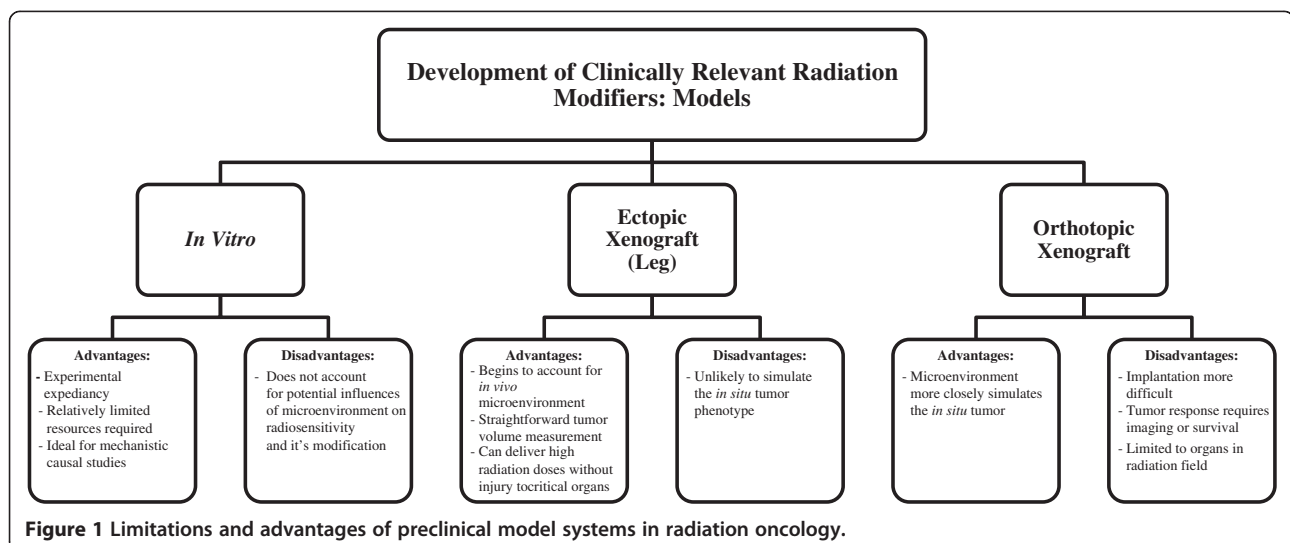 Development of Clinically Relevant Radiation
Modifiers: Models
In Vitro
Ectopic
Xenograft
(Leg)
Orthotopic
Xenograft
Advantages:
- Experimental
expediancy
- Relatively limited
resources required
- Ideal for mechanistic
causal studies
Disadvantages:
- Does not account
for potential influences
of microenvironment on
radiosensitivity
and it's modification
Advantages:
- Begins to account for
in vivo
microenvironment
- Straightforward tumor
volume measurement
- Can deliver high
radiation doses without
injury tocritical organs
Disadvantages:
- Unlikely to simulate
the in situ tumor
phenotype
Advantages:
- Microenvironment
more closely simulates
the in situ tumor
Disadvantages:
- Implantation more
difficult
- Tumor response requires
imaging or survival
- Limited to organs in
radiation field
Figure 1 Limitations and advantages of preclinical model systems in radiation oncology.